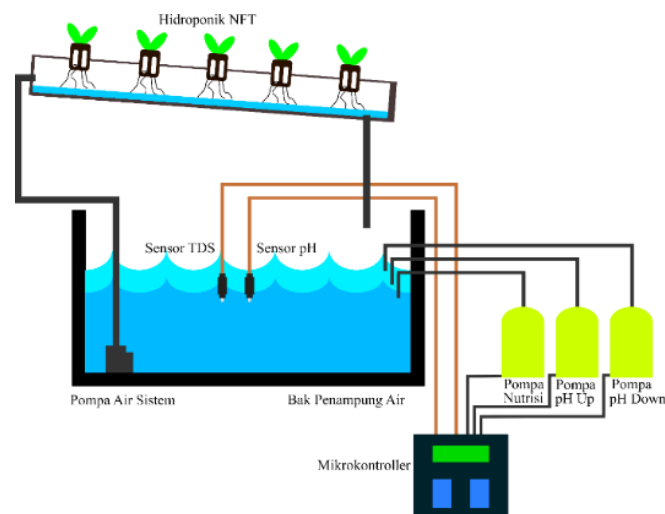 Hidroponik NFT
Sensor TDS
Sensor pH
Pompa Air Sistem
Bak Penampung Air
Pompa
Nutrisi
Pompa
pH Up
Pompa
pH Down
Mikrokontroller